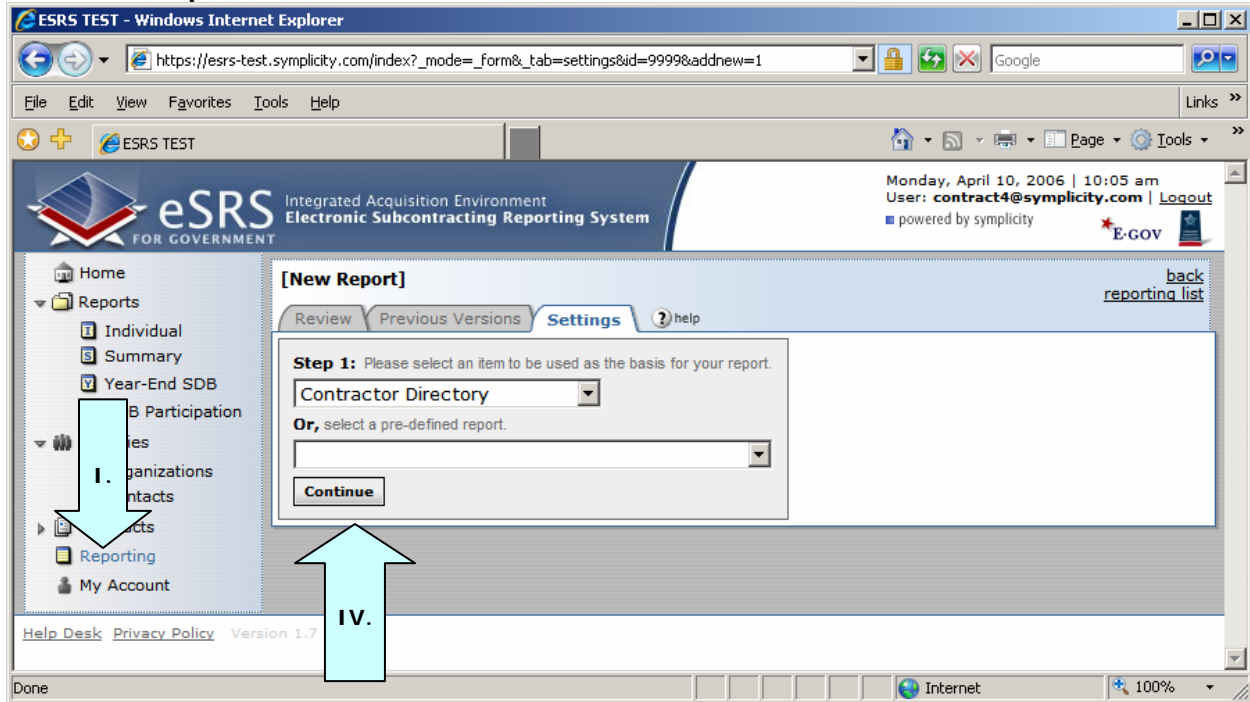 ESRS TEST - Windows Internet Explorer
https://esrs-test.symplicity.com/index?_mode=_form&_tab=settings&id=9999&addnew=1
Google
File Edit View Favorites Tools Help
Links »
ESRS TEST
Page Tools »
eSRS
FOR GOVERNMENT
Integrated Acquisition Environment
Electronic Subcontracting Reporting System
Monday, April 10, 2006 | 10:05 am
User: contract4@symplicity.com | Logout
powered by symplicity
E-GOV
Home
Reports
I Individual
S Summary
Y Year-End SDB
B Participation
ies
ganizations
ntacts
cts
Reporting
My Account
I.
[New Report]
back
reporting list
Review Previous Versions Settings ? help
Step 1: Please select an item to be used as the basis for your report.
Contractor Directory
Or, select a pre-defined report.
Continue
IV.
Help Desk Privacy Policy Version 1.7
Done
Internet
100%